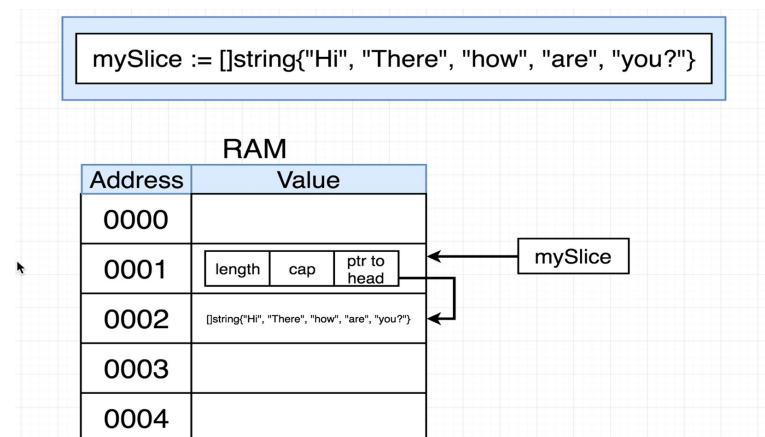 mySlice := []string{"Hi", "There", "how", "are", "you?"}
RAM
Address Value
0000
0001 length cap ptr to head
mySlice
0002 []string{"Hi", "There", "how", "are", "you?"}
0003
0004